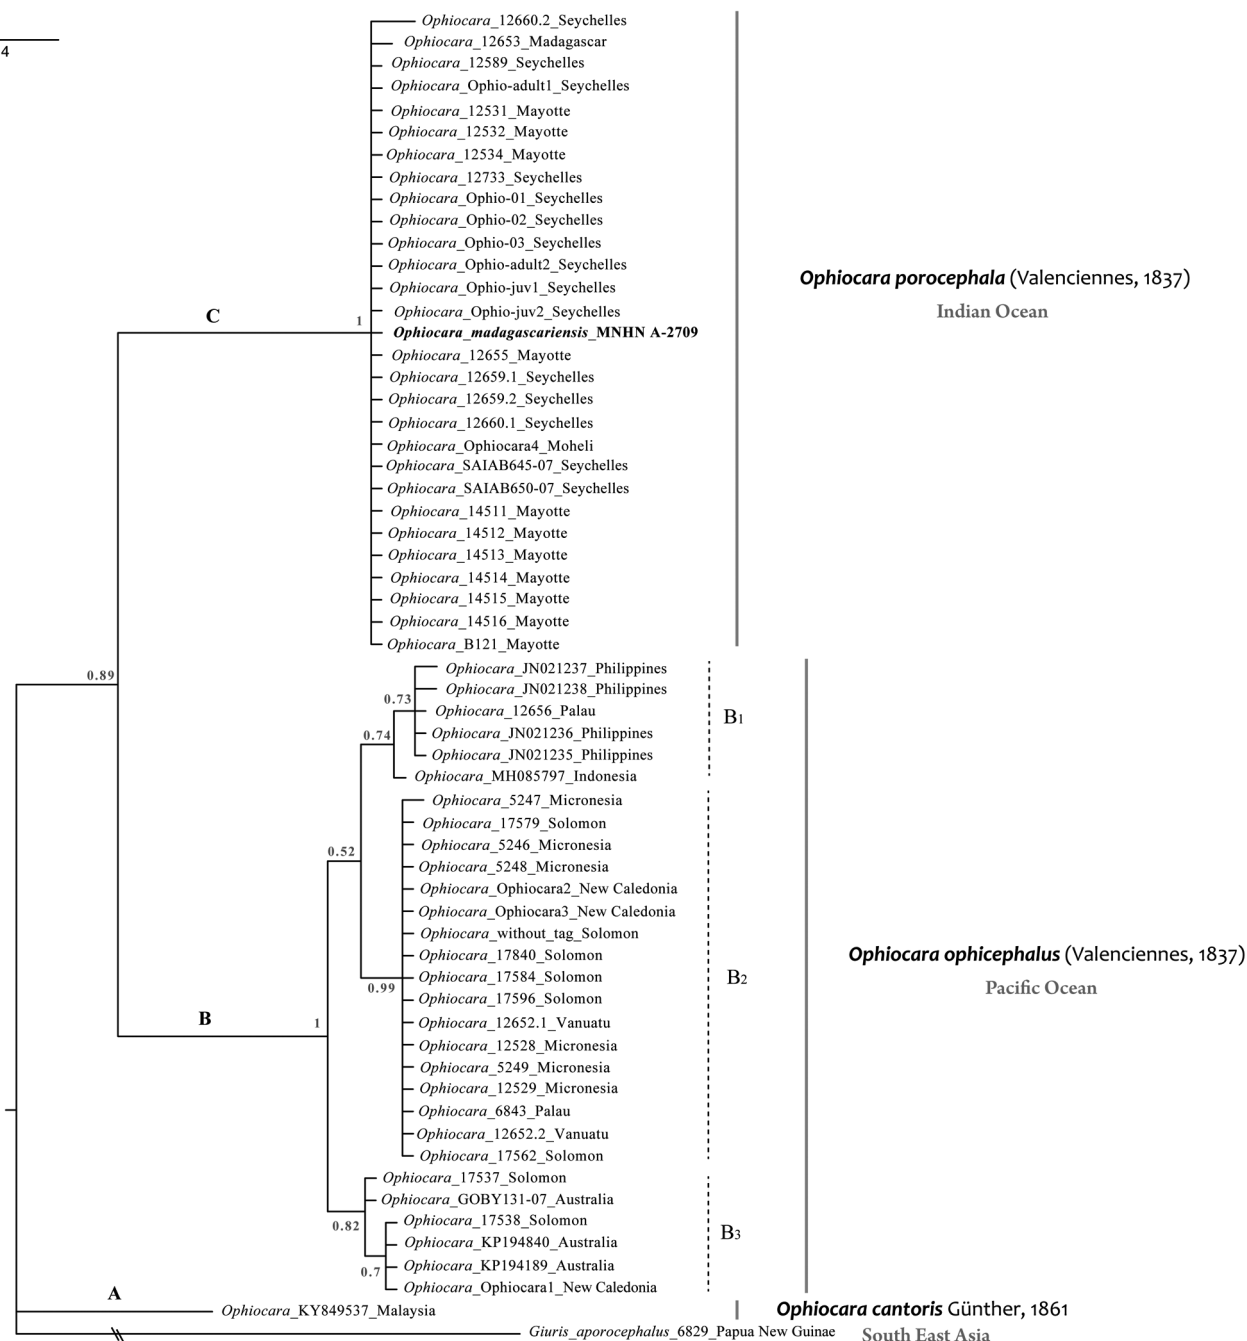 4
Ophiocara_12660.2_Seychelles
Ophiocara_12653_Madagascar
Ophiocara_12589_Seychelles
Ophiocara_Ophio-adult1_Seychelles
Ophiocara_12531_Mayotte
Ophiocara_12532_Mayotte
Ophiocara_12534_Mayotte
Ophiocara_12733_Seychelles
Ophiocara_Ophio-01_Seychelles
Ophiocara_Ophio-02_Seychelles
Ophiocara_Ophio-03_Seychelles
Ophiocara_Ophio-adult2_Seychelles
Ophiocara_Ophio-juv1_Seychelles
Ophiocara_Ophio-juv2_Seychelles
C
1
Ophiocara_madagascariensis_MNHN A-2709
Ophiocara_12655_Mayotte
Ophiocara_12659.1_Seychelles
Ophiocara_12659.2_Seychelles
Ophiocara_12660.1_Seychelles
Ophiocara_Ophiocara4_Moheli
Ophiocara_SAIAB645-07_Seychelles
Ophiocara_SAIAB650-07_Seychelles
Ophiocara_14511_Mayotte
Ophiocara_14512_Mayotte
Ophiocara_14513_Mayotte
Ophiocara_14514_Mayotte
Ophiocara_14515_Mayotte
Ophiocara_14516_Mayotte
Ophiocara_B121_Mayotte
Ophiocara porocephala (Valenciennes, 1837)
Indian Ocean
0.89
Ophiocara_JN021237_Philippines
Ophiocara_JN021238_Philippines
0.73
Ophiocara_12656_Palau
B1
Ophiocara_JN021236_Philippines
0.74
Ophiocara_JN021235_Philippines
Ophiocara_MH085797_Indonesia
Ophiocara_5247_Micronesia
Ophiocara_17579_Solomon
Ophiocara_5246_Micronesia
0.52
Ophiocara_5248_Micronesia
Ophiocara_Ophiocara2_New Caledonia
Ophiocara_Ophiocara3_New Caledonia
Ophiocara_without_tag_Solomon
Ophiocara_17840_Solomon
Ophiocara_17584_Solomon
B2
0.99
Ophiocara_17596_Solomon
Ophiocara_12652.1_Vanuatu
B
1
Ophiocara_12528_Micronesia
Ophiocara_5249_Micronesia
Ophiocara_12529_Micronesia
Ophiocara_6843_Palau
Ophiocara_12652.2_Vanuatu
Ophiocara_17562_Solomon
Ophiocara ophicephalus (Valenciennes, 1837)
Pacific Ocean
Ophiocara_17537_Solomon
Ophiocara_GOBY131-07_Australia
0.82
Ophiocara_17538_Solomon
B3
Ophiocara_KP194840_Australia
Ophiocara_KP194189_Australia
0.7
Ophiocara_Ophiocara1_New Caledonia
A
Ophiocara_KY849537_Malaysia
Ophiocara cantoris Günther, 1861
Giuris_aporocephalus_6829_Papua New Guinae
South East Asia